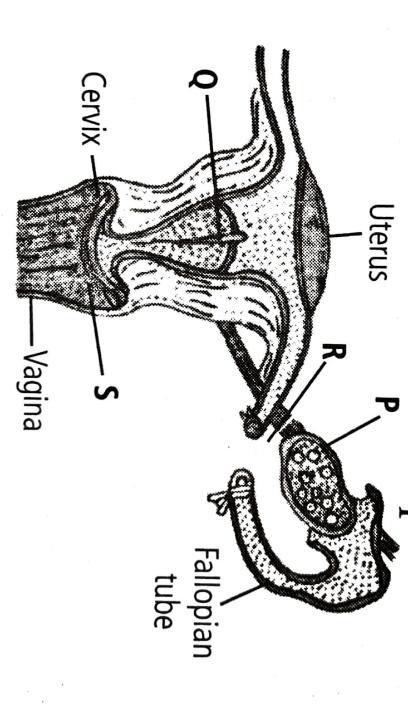 Uterus
P
R
Q
Cervix
Fallopian
tube
S
Vagina